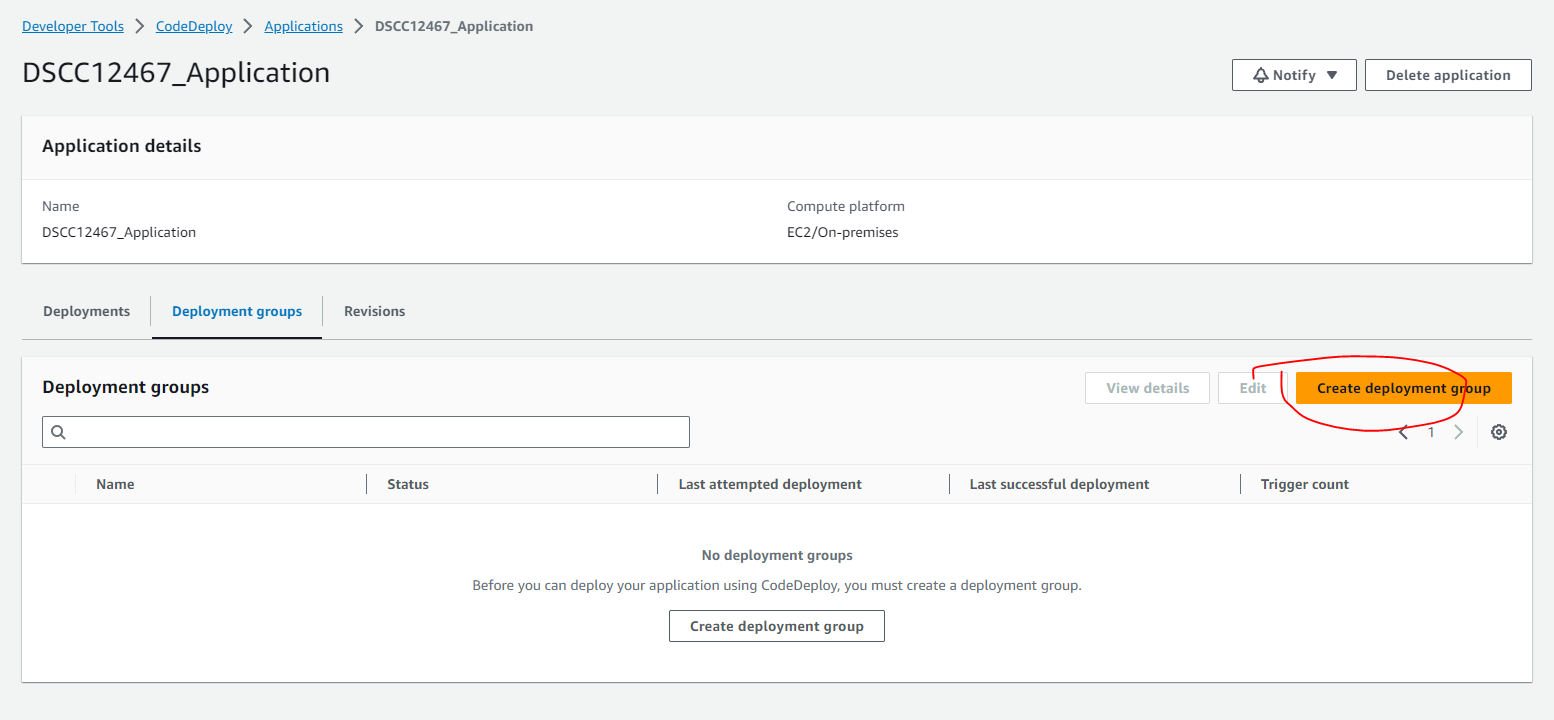 Developer Tools > CodeDeploy > Applications > DSCC12467_Application
DSCC12467_Application
Notify ▼ Delete application
Application details
Name Compute platform
DSCC12467_Application EC2/On-premises
Deployments Deployment groups Revisions
Deployment groups View details Edit Create deployment group
< 1 >
Name Status Last attempted deployment Last successful deployment Trigger count
No deployment groups
Before you can deploy your application using CodeDeploy, you must create a deployment group.
Create deployment group